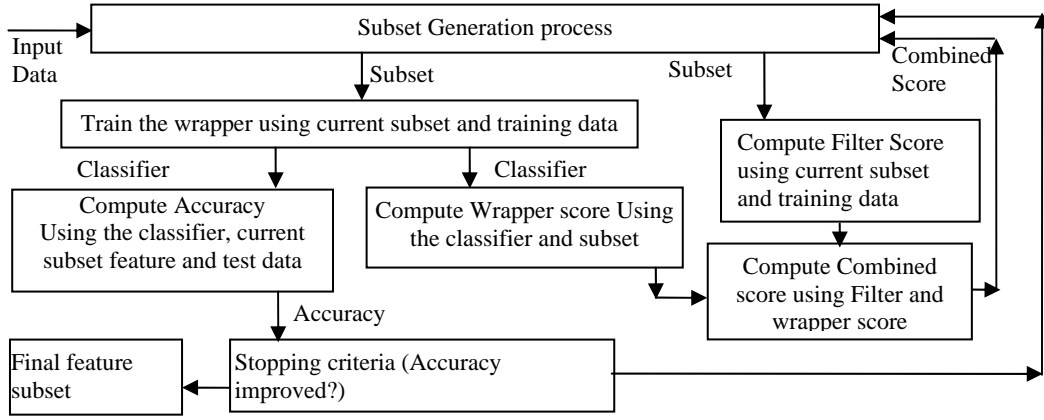 Subset Generation process
Input
Data
Combined
Score
Subset
Subset
Train the wrapper using current subset and training data
Compute Filter Score
using current subset
and training data
Classifier
Classifier
Compute Accuracy
Using the classifier, current
subset feature and test data
Compute Wrapper score Using
the classifier and subset
Compute Combined
score using Filter and
wrapper score
Accuracy
Final feature
subset
Stopping criteria (Accuracy
improved?)